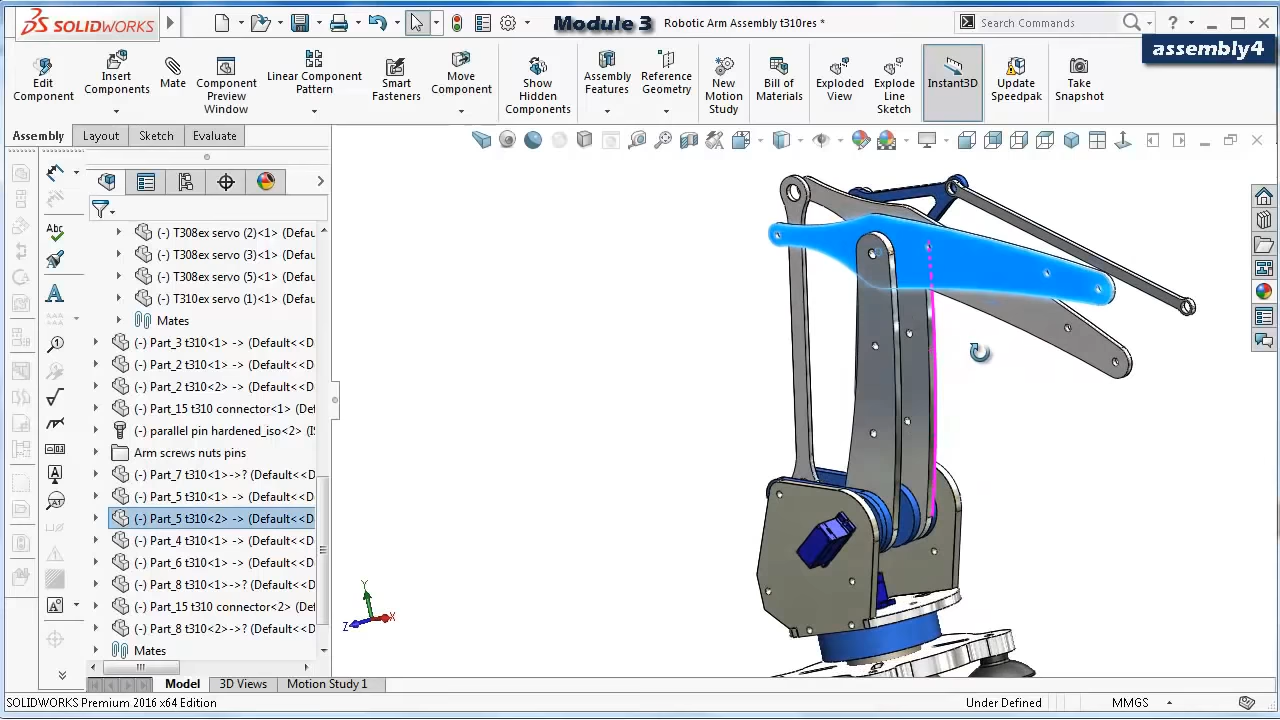 SOLIDWORKS
Module 3
Robotic Arm Assembly t310res *
Search Commands
?
assembly4
Edit
Component
Insert
Components
Mate
Component
Preview
Window
Linear Component
Pattern
Smart
Fasteners
Move
Component
Show
Hidden
Components
Assembly
Features
Reference
Geometry
New
Motion
Study
Bill of
Materials
Exploded
View
Explode
Line
Sketch
Instant3D
Update
Speedpak
Take
Snapshot
Assembly
Layout
Sketch
Evaluate
(-) T308ex servo (2)<1> (Defau
(-) T308ex servo (3)<1> (Defau
(-) T308ex servo (5)<1> (Defau
(-) T310ex servo (1)<1> (Defau
Mates
(-) Part_3 t310<1> -> (Default<<D
(-) Part_2 t310<1> -> (Default<<D
(-) Part_2 t310<2> -> (Default<<D
(-) Part_15 t310 connector<1> (Def
(-) parallel pin hardened_iso<2> (I
Arm screws nuts pins
(-) Part_7 t310<1>->? (Default<<D
(-) Part_5 t310<1> -> (Default<<D
(-) Part_5 t310<2> -> (Default<<D
(-) Part_4 t310<1> -> (Default<<D
(-) Part_6 t310<1> -> (Default<<D
(-) Part_8 t310<1>->? (Default<<D
(-) Part_15 t310 connector<2> (Def
(-) Part_8 t310<2>->? (Default<<D
Mates
Abc
A
Y
X
Z
Model
3D Views
Motion Study 1
SOLIDWORKS Premium 2016 x64 Edition
Under Defined
MMGS